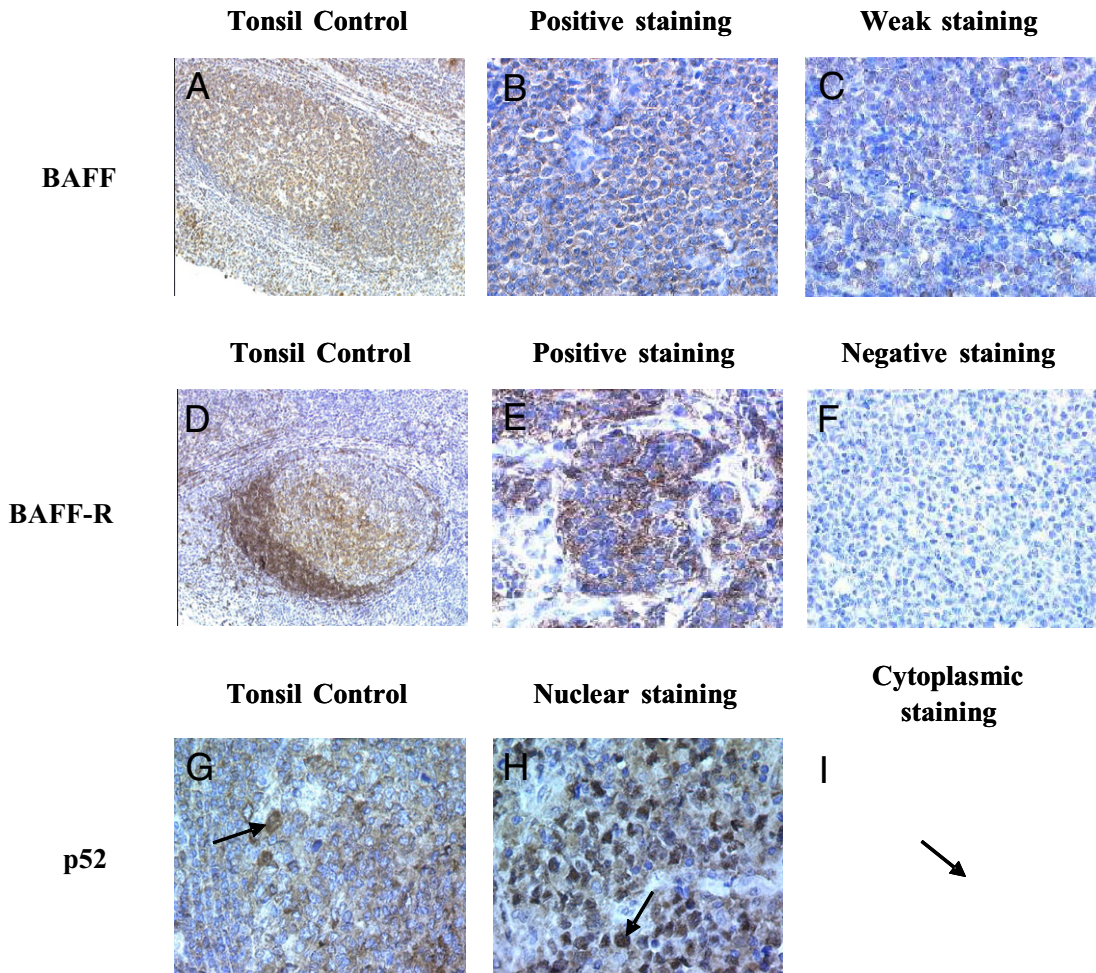 Tonsil Control Positive staining Weak staining
BAFF
A B C
Tonsil Control Positive staining Negative staining
BAFF-R
D E F
Tonsil Control Nuclear staining Cytoplasmic
staining
p52
G H I